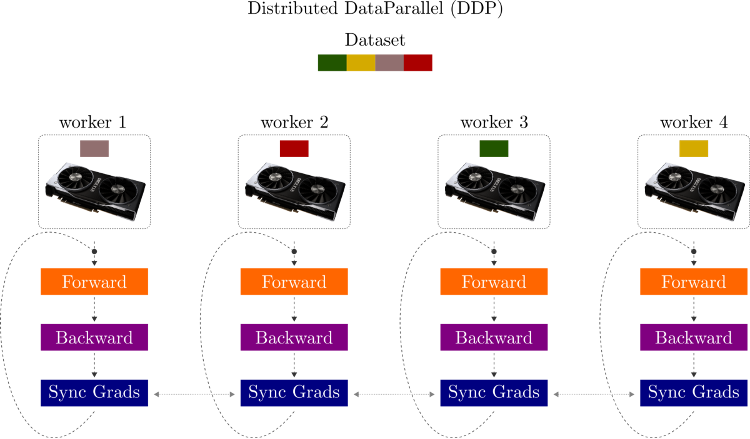 Distributed DataParallel (DDP)
Dataset
worker 1
worker 2
worker 3
worker 4
Forward
Forward
Forward
Forward
Backward
Backward
Backward
Backward
Sync Grads
Sync Grads
Sync Grads
Sync Grads